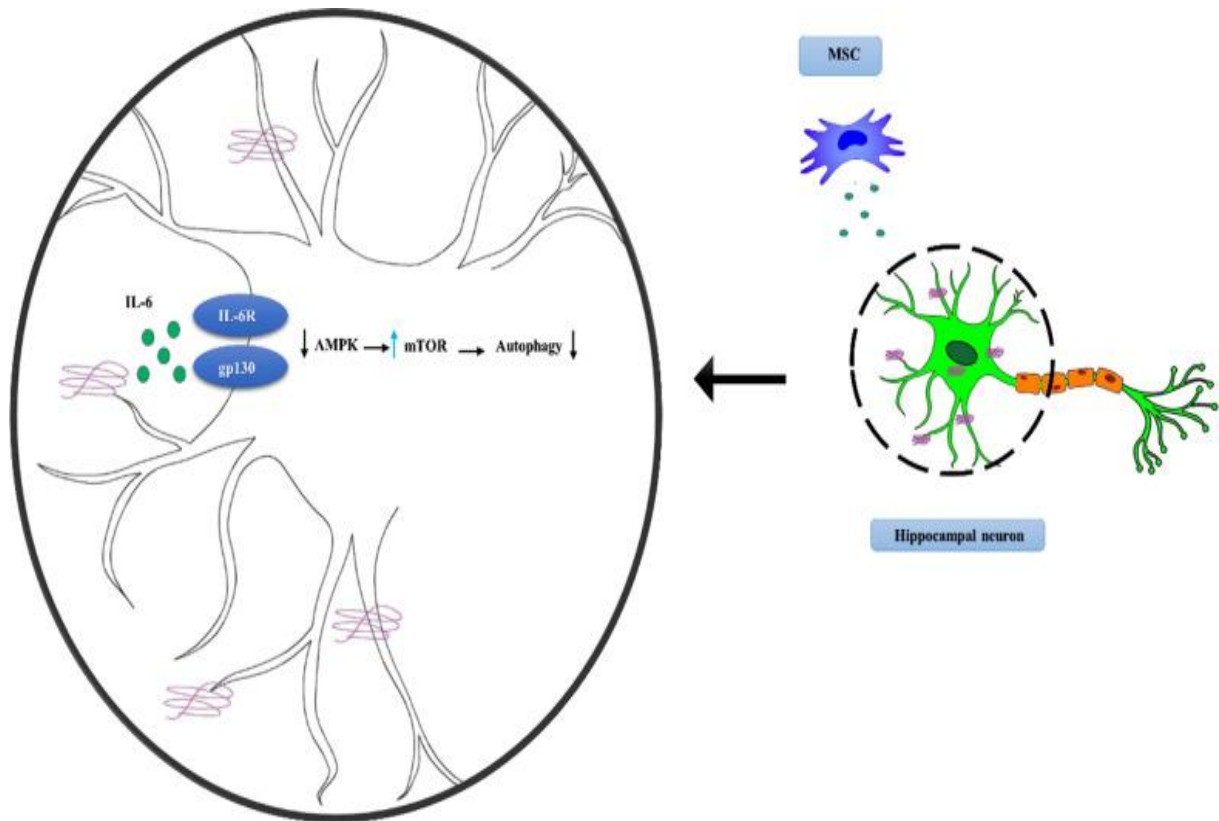 MSC
IL-6
IL-6R
gp130
↓ AMPK → ↑ mTOR → Autophagy ↓
Hippocampal neuron